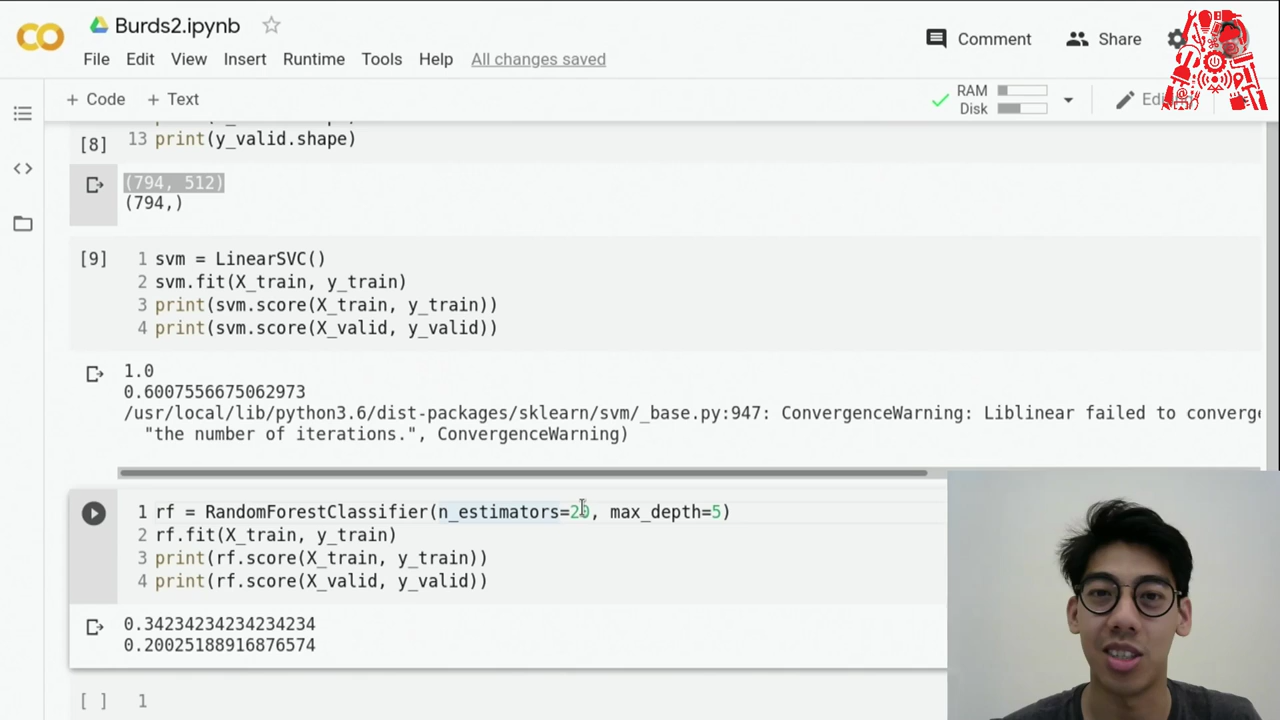 Burds2.ipynb
File Edit View Insert Runtime Tools Help All changes saved
Comment Share
+ Code + Text
RAM
Disk
[8]
13 print(y_valid.shape)
(794, 512)
(794,)
[9]
1 svm = LinearSVC()
2 svm.fit(X_train, y_train)
3 print(svm.score(X_train, y_train))
4 print(svm.score(X_valid, y_valid))
1.0
0.6007556675062973
/usr/local/lib/python3.6/dist-packages/sklearn/svm/_base.py:947: ConvergenceWarning: Liblinear failed to converge
"the number of iterations.", ConvergenceWarning)
1 rf = RandomForestClassifier(n_estimators=20, max_depth=5)
2 rf.fit(X_train, y_train)
3 print(rf.score(X_train, y_train))
4 print(rf.score(X_valid, y_valid))
0.34234234234234234
0.20025188916876574
[ ] 1